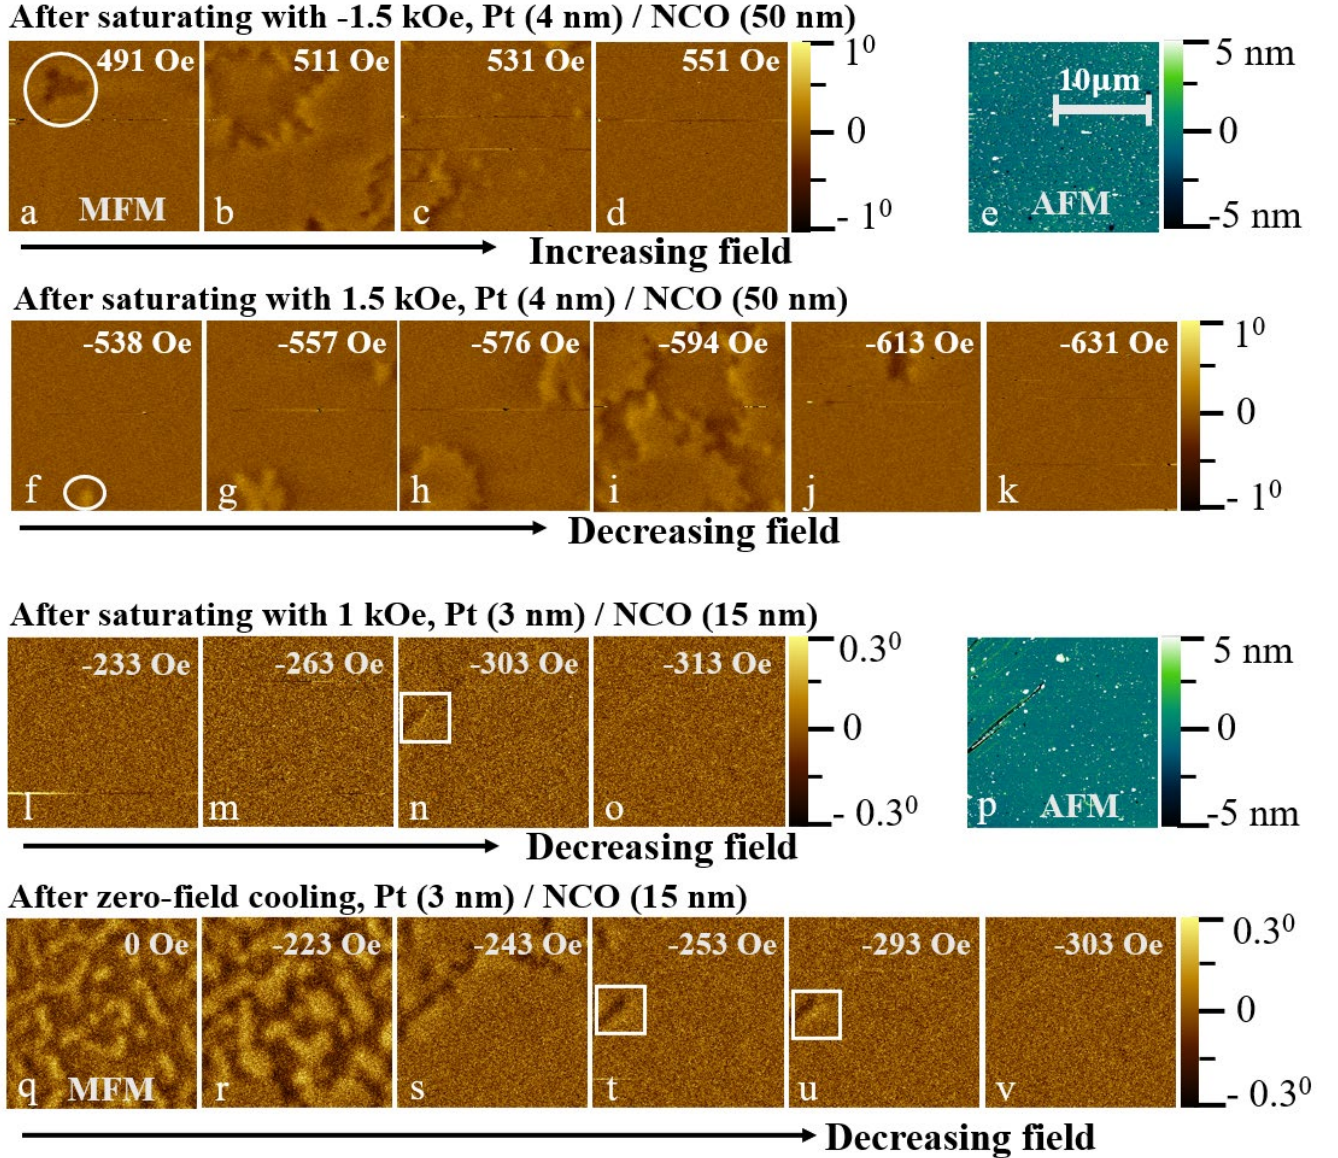 After saturating with -1.5 kOe, Pt (4 nm) / NCO (50 nm)
491 Oe 511 Oe 531 Oe 551 Oe
1⁰
0
- 1⁰
10μm
5 nm
0
-5 nm
a MFM b c d e AFM
Increasing field
After saturating with 1.5 kOe, Pt (4 nm) / NCO (50 nm)
-538 Oe -557 Oe -576 Oe -594 Oe -613 Oe -631 Oe
1⁰
0
- 1⁰
f g h i j k
Decreasing field
After saturating with 1 kOe, Pt (3 nm) / NCO (15 nm)
-233 Oe -263 Oe -303 Oe -313 Oe
0.3⁰
0
- 0.3⁰
5 nm
0
-5 nm
l m n o p AFM
Decreasing field
After zero-field cooling, Pt (3 nm) / NCO (15 nm)
0 Oe -223 Oe -243 Oe -253 Oe -293 Oe -303 Oe
0.3⁰
0
- 0.3⁰
q MFM r s t u v
Decreasing field